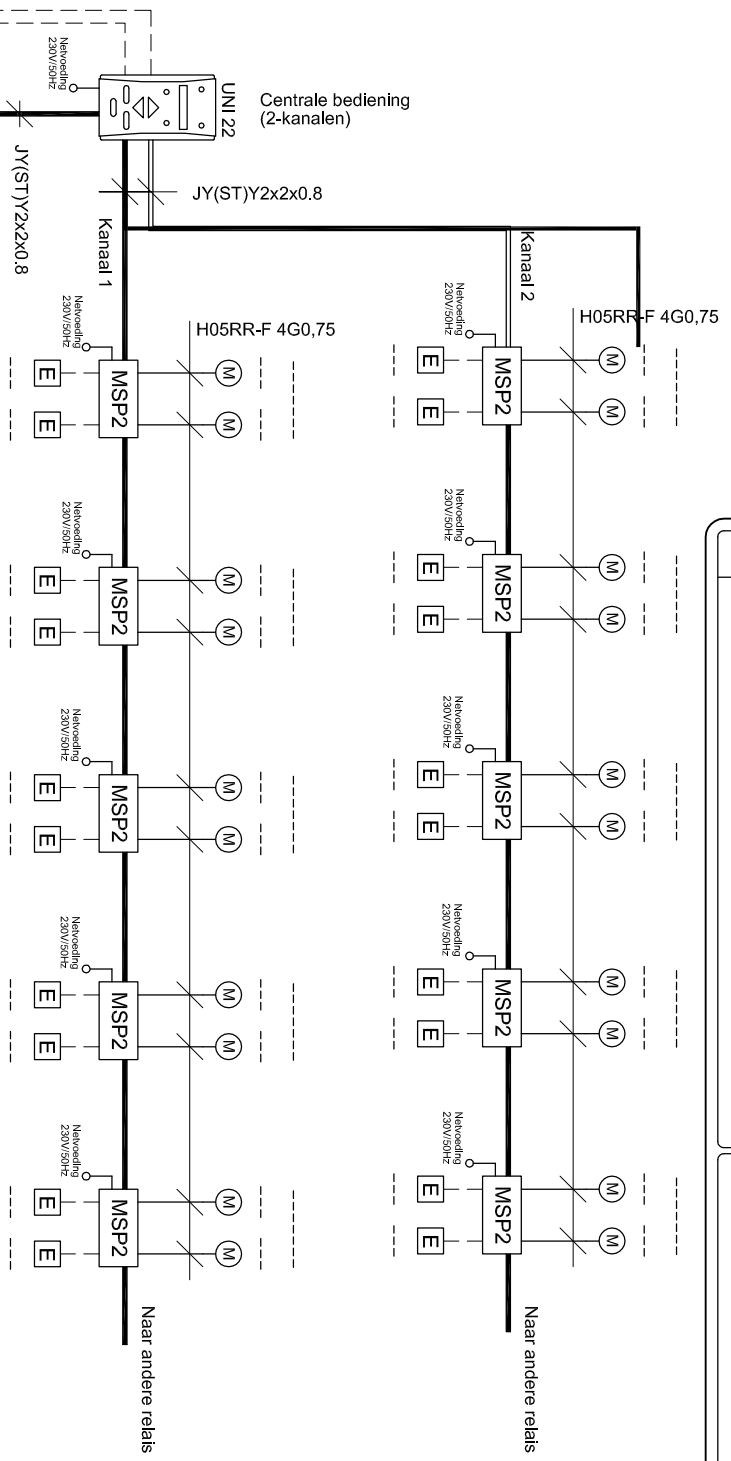 Netvoeding
230V/50Hz
UNI 22
Centrale bediening
(2-kanalen)
JY(ST)Y2x2x0.8
JY(ST)Y2x2x0.8
Kanaal 1
Kanaal 2
Netvoeding
230V/50Hz
H05RR-F 4G0,75
Netvoeding
230V/50Hz
H05RR-F 4G0,75
E
MSP2
M
E
MSP2
M
E
M
E
M
Netvoeding
230V/50Hz
Netvoeding
230V/50Hz
E
MSP2
M
E
MSP2
M
E
M
E
M
Netvoeding
230V/50Hz
Netvoeding
230V/50Hz
E
MSP2
M
E
MSP2
M
E
M
E
M
Netvoeding
230V/50Hz
Netvoeding
230V/50Hz
E
MSP2
M
E
MSP2
M
E
M
E
M
Netvoeding
230V/50Hz
Netvoeding
230V/50Hz
E
MSP2
M
E
MSP2
M
E
M
E
M
Naar andere relais
Naar andere relais